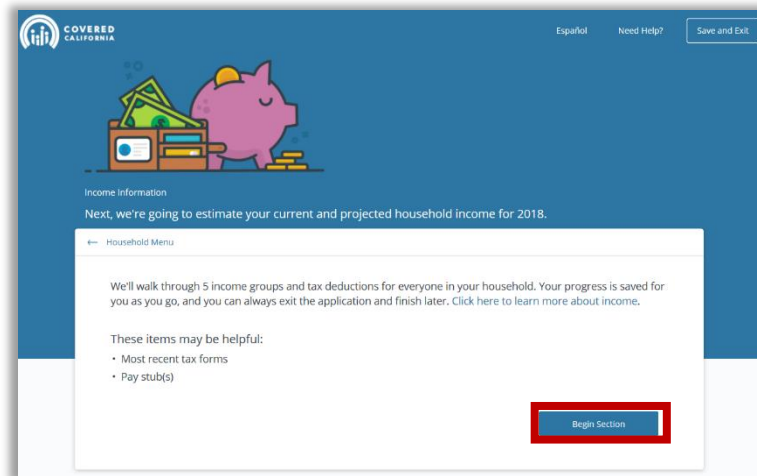 COVERED
CALIFORNIA
Español Need Help? Save and Exit
Income Information
Next, we're going to estimate your current and projected household income for 2018.
← Household Menu
We'll walk through 5 income groups and tax deductions for everyone in your household. Your progress is saved for
you as you go, and you can always exit the application and finish later. Click here to learn more about income.
These items may be helpful:
• Most recent tax forms
• Pay stub(s)
Begin Section